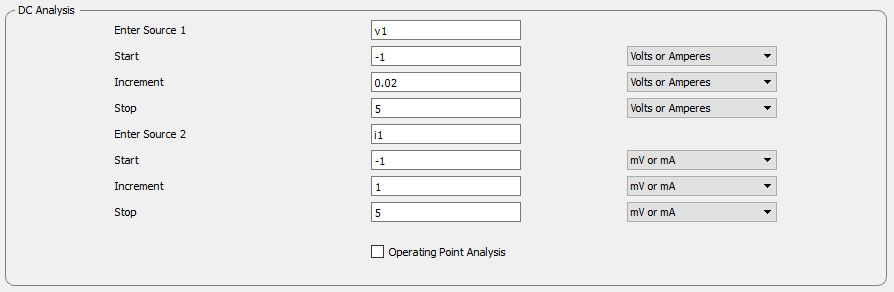 DC Analysis
Enter Source 1 v1
Start -1 Volts or Amperes
Increment 0.02 Volts or Amperes
Stop 5 Volts or Amperes
Enter Source 2 i1
Start -1 mV or mA
Increment 1 mV or mA
Stop 5 mV or mA
Operating Point Analysis